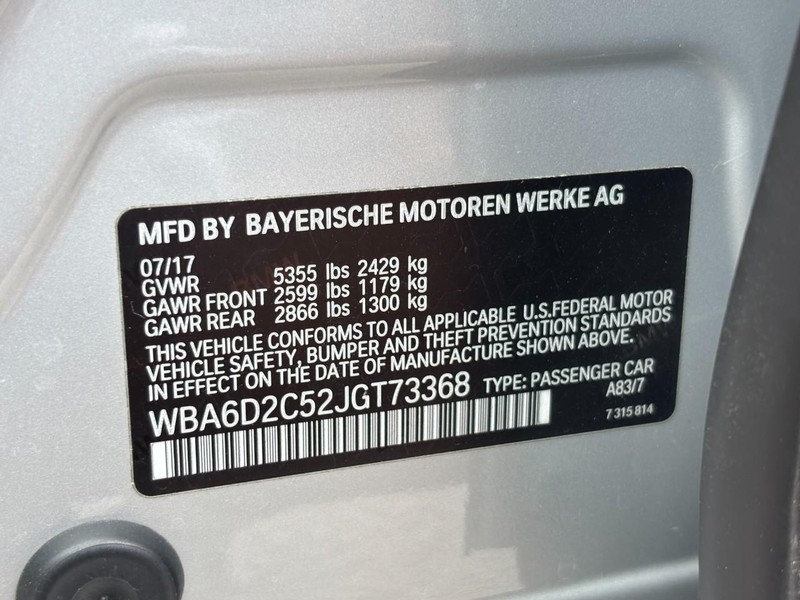 MFD BY BAYERISCHE MOTOREN WERKE AG
07/17
GVWR 5355 lbs 2429 kg
GAWR FRONT 2599 lbs 1179 kg
GAWR REAR 2866 lbs 1300 kg
THIS VEHICLE CONFORMS TO ALL APPLICABLE U.S.FEDERAL MOTOR
VEHICLE SAFETY, BUMPER AND THEFT PREVENTION STANDARDS
IN EFFECT ON THE DATE OF MANUFACTURE SHOWN ABOVE.
WBA6D2C52JGT73368 TYPE: PASSENGER CAR
A83/7
7 315 814